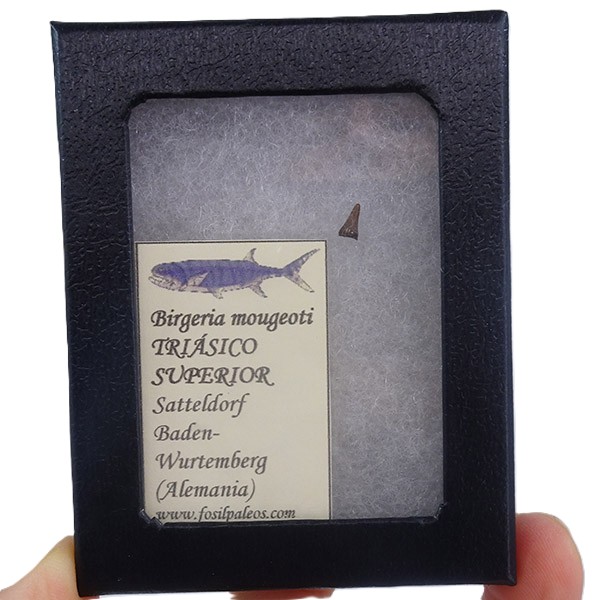 Birgeria mougeoti
TRIÁSICO
SUPERIOR
Satteldorf
Baden-
Wurtemberg
(Alemania)
www.fosilpaleos.com